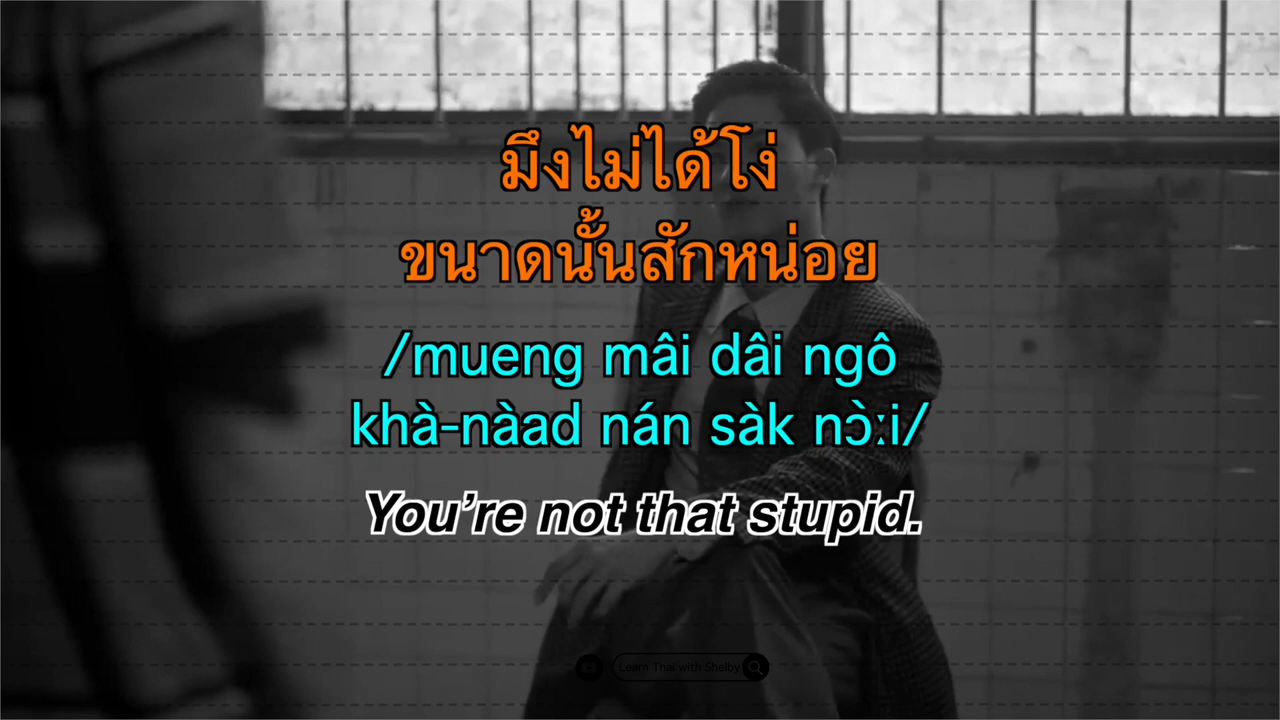 มึงไม่ได้โง่
ขนาดนั้นสักหน่อย
/mueng mâi dâi ngô
khà-nàad nán sàk nɔ̀ːi/
You're not that stupid.
Learn Thai with Shelby